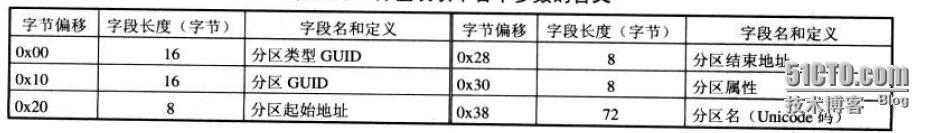 字节偏移 字段长度（字节） 字段名和定义 字节偏移 字段长度（字节） 字段名和定义
0x00 16 分区类型 GUID 0x28 8 分区结束地址
0x10 16 分区 GUID 0x30 8 分区属性
0x20 8 分区起始地址 0x38 72 分区名（Unicode 码）
51CTO.com
技术博客 Blog